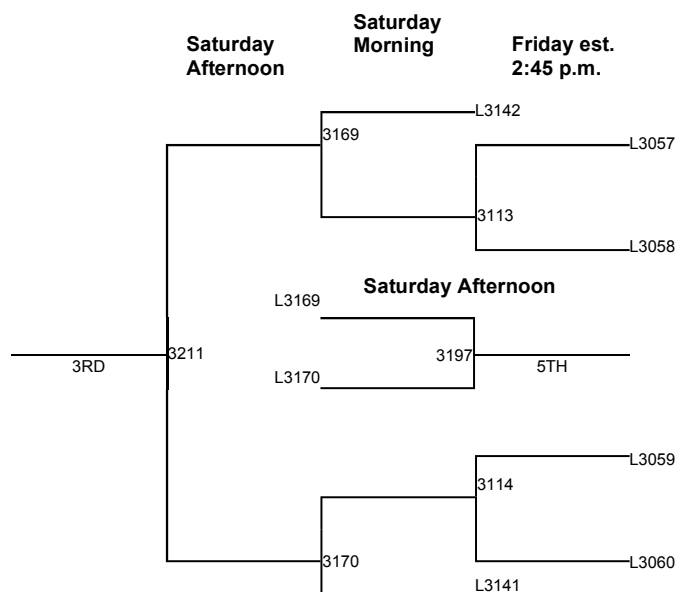 Saturday
Afternoon
Saturday
Morning
Friday est.
2:45 p.m.
L3142
3169
L3057
3113
L3058
Saturday Afternoon
L3169
3211
3197
3RD
5TH
L3170
L3059
3114
3170
L3060
L3141